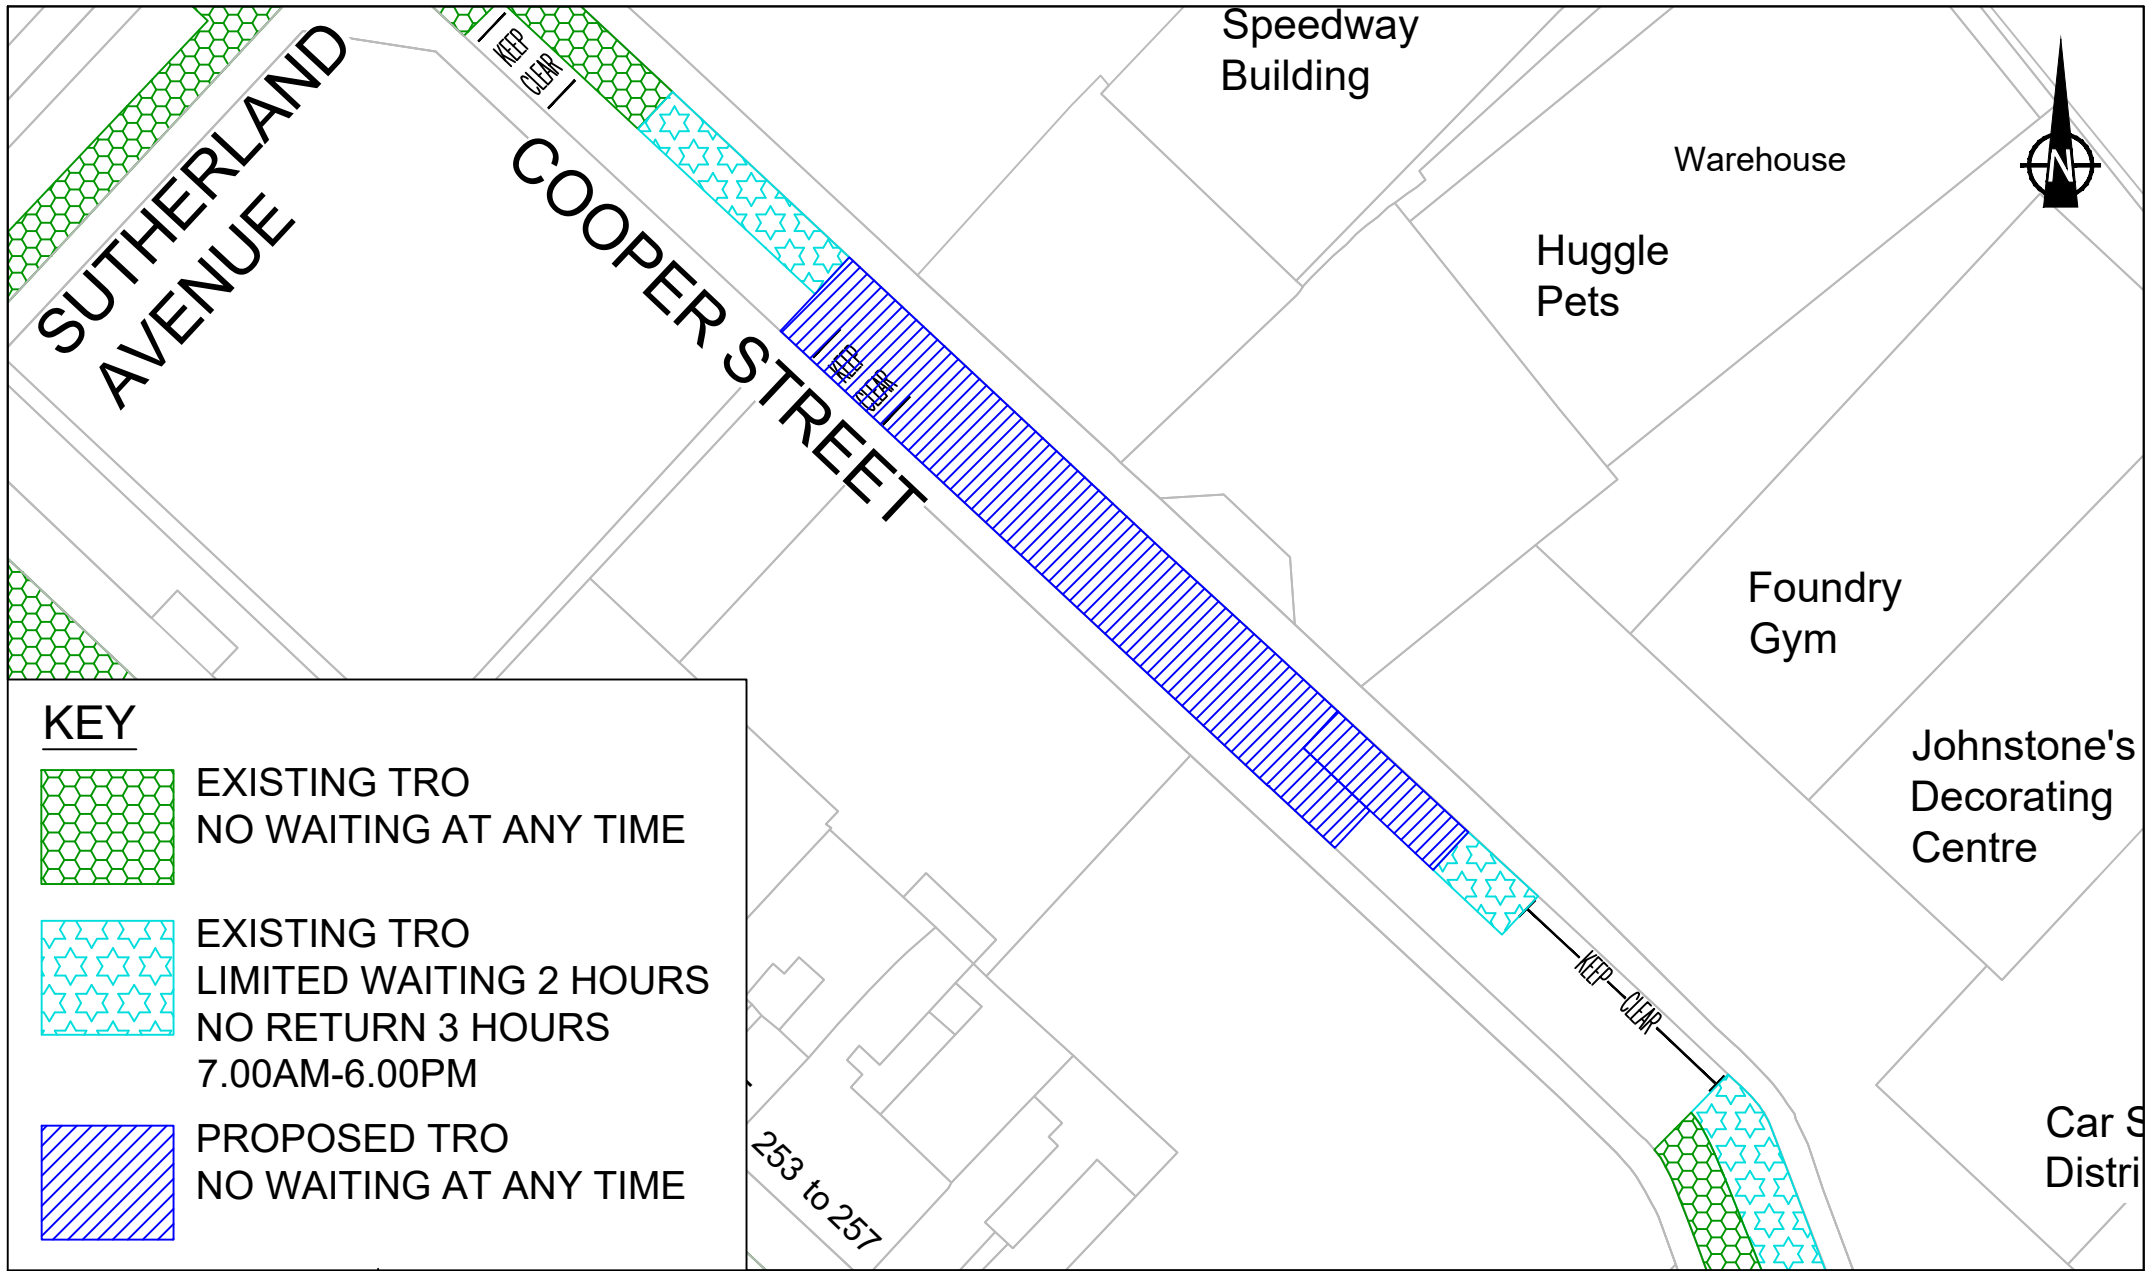 Speedway
Building
KEEP
CLEAR
SUTHERLAND
AVENUE
COOPER STREET
Warehouse
N
Huggle
Pets
KEEP
CLEAR
Foundry
Gym
Johnstone's
Decorating
Centre
KEEP CLEAR
Car S
Distri
253 to 257
KEY
EXISTING TRO
NO WAITING AT ANY TIME
EXISTING TRO
LIMITED WAITING 2 HOURS
NO RETURN 3 HOURS
7.00AM-6.00PM
PROPOSED TRO
NO WAITING AT ANY TIME